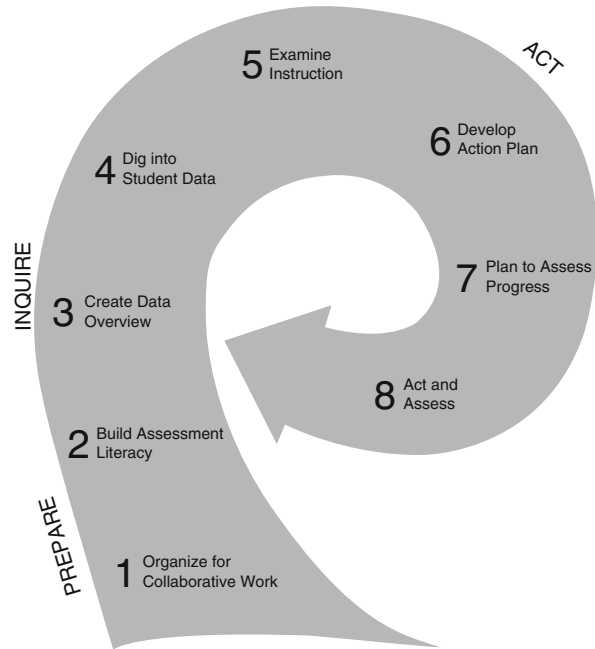 ACT
5 Examine
Instruction
6 Develop
Action Plan
4 Dig into
Student Data
INQUIRE
7 Plan to Assess
Progress
3 Create Data
Overview
8 Act and
Assess
2 Build Assessment
Literacy
PREPARE
1 Organize for
Collaborative Work